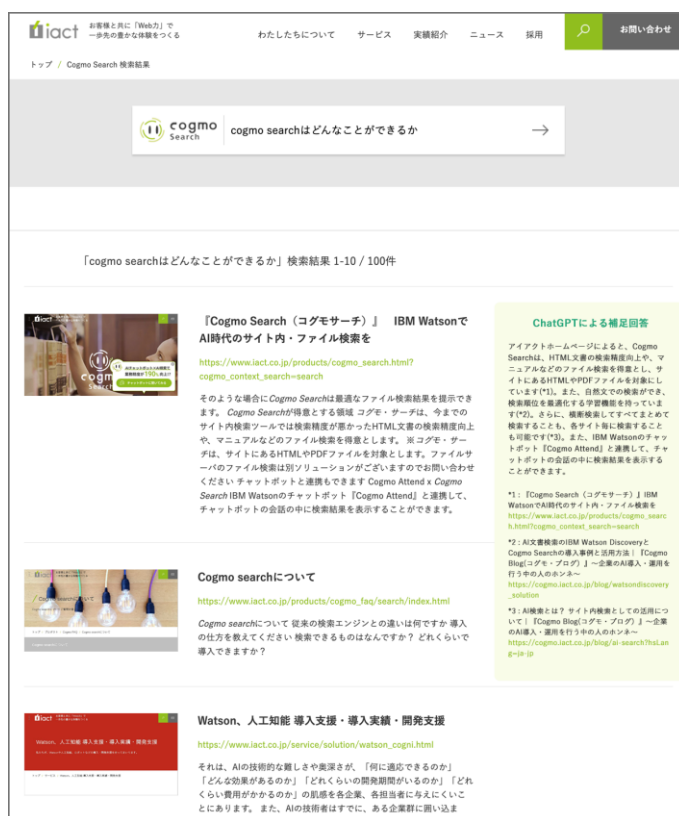 iact
お客様と共に「Web力」で
一歩先の豊かな体験をつくる
わたしたちについて
サービス
実績紹介
ニュース
採用
お問い合わせ
トップ / Cogmo Search 検索結果
cogmo
Search
cogmo searchはどんなことができるか
「cogmo searchはどんなことができるか」検索結果 1-10 / 100件
『Cogmo Search（コグモサーチ）』 IBM Watsonで
AI時代のサイト内・ファイル検索を
https://www.iact.co.jp/products/cogmo_search.html?
cogmo_context_search=search
そのような場合にCogmo Searchは最適なファイル検索結果を提示でき
ます。 Cogmo Searchが得意とする領域 コグモ・サーチは、今までの
サイト内検索ツールでは検索精度が悪かったHTML文書の検索精度向上
や、マニュアルなどのファイル検索を得意とします。 ※コグモ・サー
チは、サイトにあるHTMLやPDFファイルを対象とします。ファイルサ
ーバのファイル検索は別ソリューションがございますのでお問い合わせ
ください チャットボットと連携もできます Cogmo Attend x Cogmo
Search IBM Watsonのチャットボット『Cogmo Attend』と連携して、
チャットボットの会話の中に検索結果を表示することができます。
Cogmo searchについて
https://www.iact.co.jp/products/cogmo_faq/search/index.html
Cogmo searchについて 従来の検索エンジンとの違いは何ですか 導入
の仕方を教えてください 検索できるものはなんですか？ どれくらいで
導入できますか？
Watson、人工知能 導入支援・導入実績・開発支援
Watson、人工知能 導入支援・導入実績・開発支援
https://www.iact.co.jp/service/solution/watson_cogni.html
それは、AIの技術的な難しさや奥深さが、「何に適応できるのか」
「どんな効果があるのか」「どれくらいの開発期間がいるのか」「どれ
くらい費用がかかるのか」の肌感を各企業、各担当者に与えにくいこ
とにあります。 また、AIの技術者はすでに、ある企業群に囲い込ま
ChatGPTによる補足回答
アイアクトホームページによると、Cogmo
Searchは、HTML文書の検索精度向上や、マ
ニュアルなどのファイル検索を得意とし、サ
イトにあるHTMLやPDFファイルを対象にし
ています(*1)。また、自然文での検索ができ、
検索順位を最適化する学習機能を持っていま
す(*2)。さらに、横断検索してすべてまとめ
て検索することも、各サイト毎に検索すること
も可能です(*3)。また、IBM Watsonのチャッ
トボット『Cogmo Attend』と連携して、チャ
ットボットの会話の中に検索結果を表示する
ことができます。
*1 : 『Cogmo Search（コグモサーチ）』IBM
WatsonでAI時代のサイト内・ファイル検索を
https://www.iact.co.jp/products/cogmo_searc
h.html?cogmo_context_search=search
*2 : AI文書検索のIBM Watson Discoveryと
Cogmo Searchの導入事例と活用方法｜『Cogmo
Blog(コグモ・ブログ) 』～企業のAI導入・運用を
行う中の人のホンネ～
https://cogmo.iact.co.jp/blog/watsondiscovery
_solution
*3 : AI検索とは？ サイト内検索としての活用につ
いて｜『Cogmo Blog(コグモ・ブログ) 』～企業
のAI導入・運用を行う中の人のホンネ～
https://cogmo.iact.co.jp/blog/ai-search?hsLan
g=ja-jp